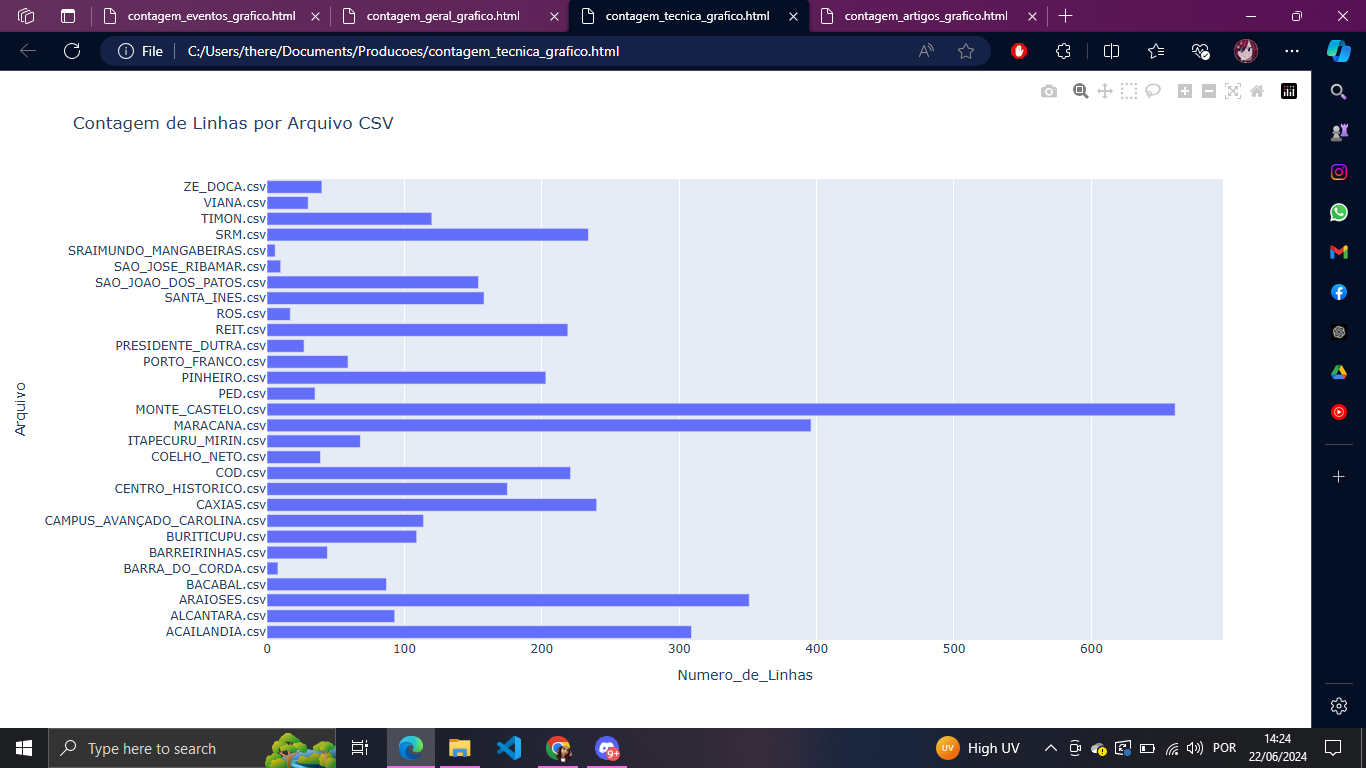 contagem_eventos_grafico.html
contagem_geral_grafico.html
contagem_tecnica_grafico.html
contagem_artigos_grafico.html
File
C:/Users/there/Documents/Producoes/contagem_tecnica_grafico.html
Contagem de Linhas por Arquivo CSV
ZE_DOCA.csv
VIANA.csv
TIMON.csv
SRM.csv
SRAIMUNDO_MANGABEIRAS.csv
SAO_JOSE_RIBAMAR.csv
SAO_JOAO_DOS_PATOS.csv
SANTA_INES.csv
ROS.csv
REIT.csv
PRESIDENTE_DUTRA.csv
PORTO_FRANCO.csv
PINHEIRO.csv
PED.csv
MONTE_CASTELO.csv
MARACANA.csv
ITAPECURU_MIRIN.csv
COELHO_NETO.csv
COD.csv
CENTRO_HISTORICO.csv
CAXIAS.csv
CAMPUS_AVANÇADO_CAROLINA.csv
BURITICUPU.csv
BARREIRINHAS.csv
BARRA_DO_CORDA.csv
BACABAL.csv
ARAIOSES.csv
ALCANTARA.csv
ACAILANDIA.csv
Arquivo
0 100 200 300 400 500 600
Numero_de_Linhas
Type here to search
9+
UV
High UV
POR
14:24
22/06/2024